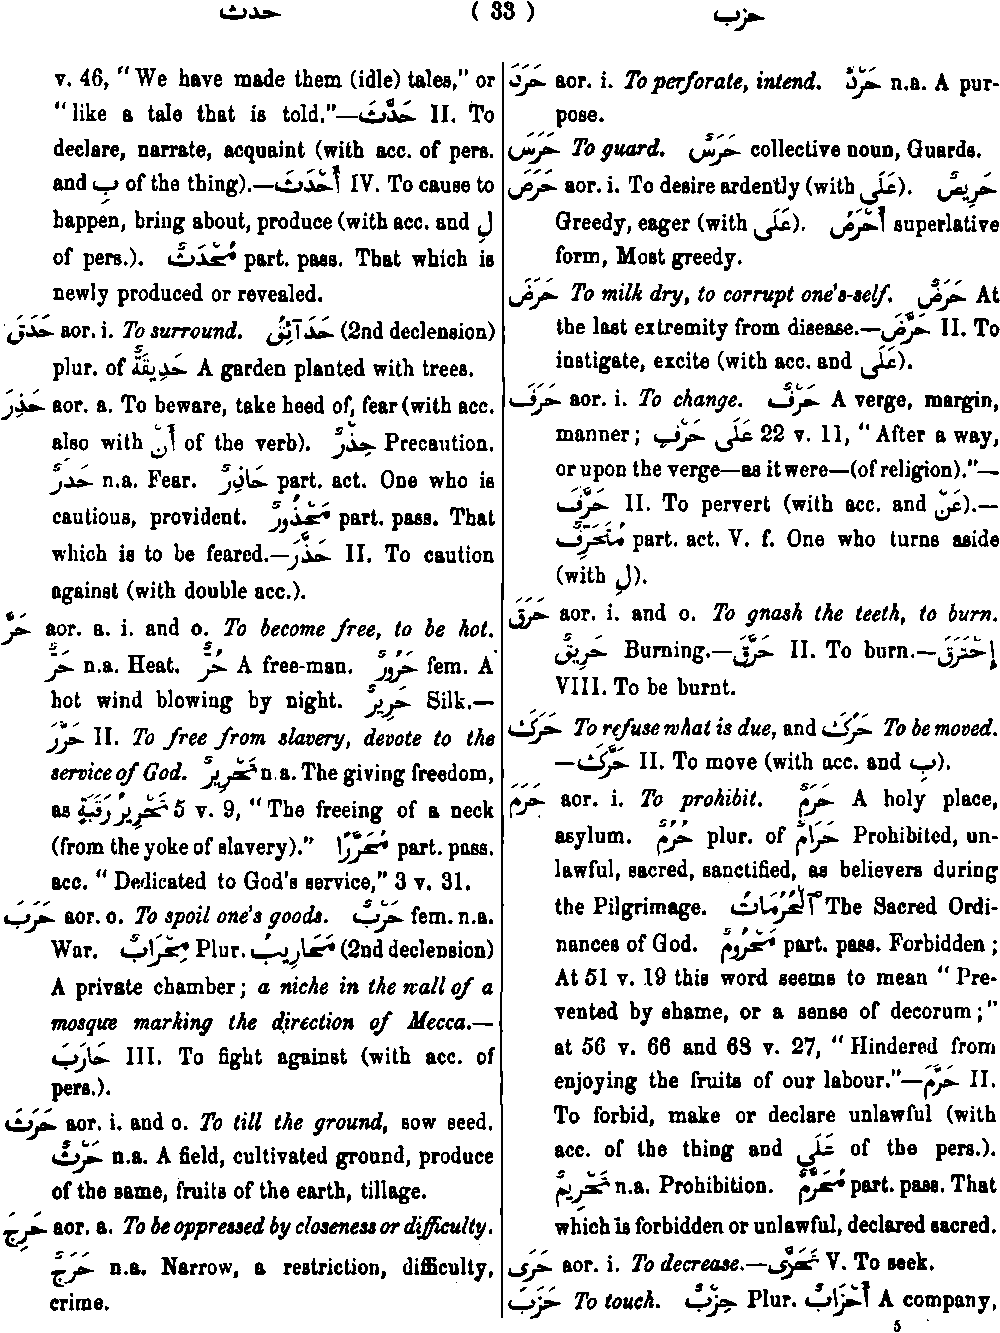 حدث ( 33 ) حزب
v. 46, "We have made them (idle) tales," or
"like a tale that is told."—حَدَّثَ II. To
declare, narrate, acquaint (with acc. of pers.
and بِ of the thing).—أَحْدَثَ IV. To cause to
happen, bring about, produce (with acc. and لِ
of pers.). مُحْدَثٌ part. pass. That which is
newly produced or revealed.
حَدَقَ aor. i. To surround. حَدَآئِقُ (2nd declension)
plur. of حَدِيقَةٌ A garden planted with trees.
حَذِرَ aor. a. To beware, take heed of, fear (with acc.
also with أَنْ of the verb). حِذْرٌ Precaution.
حَذَرٌ n.a. Fear. حَاذِرٌ part. act. One who is
cautious, provident. مَحْذُورٌ part. pass. That
which is to be feared.—حَذَّرَ II. To caution
against (with double acc.).
حَرَّ aor. a. i. and o. To become free, to be hot.
حَرٌّ n.a. Heat. حُرٌّ A free-man. حَرُورٌ fem. A
hot wind blowing by night. حَرِيرٌ Silk.—
حَرَّرَ II. To free from slavery, devote to the
service of God. تَحْرِيرٌ n.a. The giving freedom,
as تَحْرِيرُ رَقَبَةٍ 5 v. 9, "The freeing of a neck
(from the yoke of slavery)." مُحَرَّرًا part. pass.
acc. "Dedicated to God's service," 3 v. 31.
حَرَبَ aor. o. To spoil one's goods. حَرْبٌ fem. n.a.
War. مِحْرَابٌ Plur. مَحَارِيبُ (2nd declension)
A private chamber; a niche in the wall of a
mosque marking the direction of Mecca.—
حَارَبَ III. To fight against (with acc. of
pers.).
حَرَثَ aor. i. and o. To till the ground, sow seed.
حَرْثٌ n.a. A field, cultivated ground, produce
of the same, fruits of the earth, tillage.
حَرِجَ aor. a. To be oppressed by closeness or difficulty.
حَرَجٌ n.a. Narrow, a restriction, difficulty,
crime.
حَرَدَ aor. i. To perforate, intend. حَرْدٌ n.a. A pur-
pose.
حَرَسَ To guard. حَرَسٌ collective noun, Guards.
حَرَصَ aor. i. To desire ardently (with عَلَى). حَرِيصٌ
Greedy, eager (with عَلَى). أَحْرَصُ superlative
form, Most greedy.
حَرَضَ To milk dry, to corrupt one's-self. حَرَضٌ At
the last extremity from disease.—حَرَّضَ II. To
instigate, excite (with acc. and عَلَى).
حَرَفَ aor. i. To change. حَرْفٌ A verge, margin,
manner; عَلَى حَرْفٍ 22 v. 11, "After a way,
or upon the verge—as it were—(of religion)."—
حَرَّفَ II. To pervert (with acc. and عَنْ).—
مُتَحَرِّفٌ part. act. V. f. One who turns aside
(with لِ).
حَرَقَ aor. i. and o. To gnash the teeth, to burn.
حَرِيقٌ Burning.—حَرَّقَ II. To burn.—إِحْتَرَقَ
VIII. To be burnt.
حَرَكَ To refuse what is due, and حَرُكَ To be moved.
—حَرَّكَ II. To move (with acc. and بِ).
حَرَمَ aor. i. To prohibit. حَرَمٌ A holy place,
asylum. حُرُمٌ plur. of حَرَامٌ Prohibited, un-
lawful, sacred, sanctified, as believers during
the Pilgrimage. اَلْحُرُمَاتُ The Sacred Ordi-
nances of God. مَحْرُومٌ part. pass. Forbidden;
At 51 v. 19 this word seems to mean "Pre-
vented by shame, or a sense of decorum;"
at 56 v. 66 and 68 v. 27, "Hindered from
enjoying the fruits of our labour."—حَرَّمَ II.
To forbid, make or declare unlawful (with
acc. of the thing and عَلَى of the pers.).
تَحْرِيمٌ n.a. Prohibition. مُحَرَّمٌ part. pass. That
which is forbidden or unlawful, declared sacred.
حَرَى aor. i. To decrease.—تَحَرَّى V. To seek.
حَزَبَ To touch. حِزْبٌ Plur. أَحْزَابٌ A company,
5